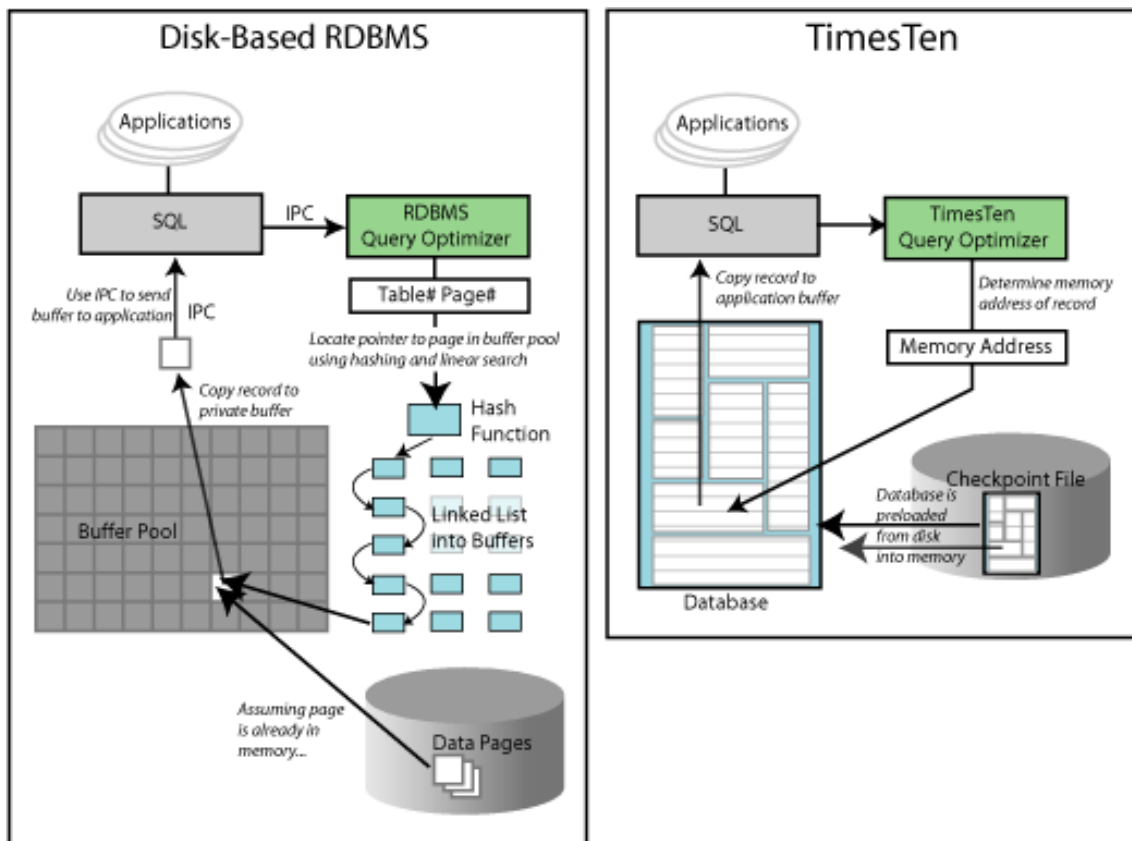 Disk-Based RDBMS
Applications
SQL
IPC
RDBMS
Query Optimizer
Table# Page#
Use IPC to send
buffer to application
IPC
Locate pointer to page in buffer pool
using hashing and linear search
Copy record to
private buffer
Hash
Function
Buffer Pool
Linked List
into Buffers
Assuming page
is already in
memory...
Data Pages
TimesTen
Applications
SQL
TimesTen
Query Optimizer
Copy record to
application buffer
Determine memory
address of record
Memory Address
Checkpoint File
Database is
preloaded
from disk
into memory
Database